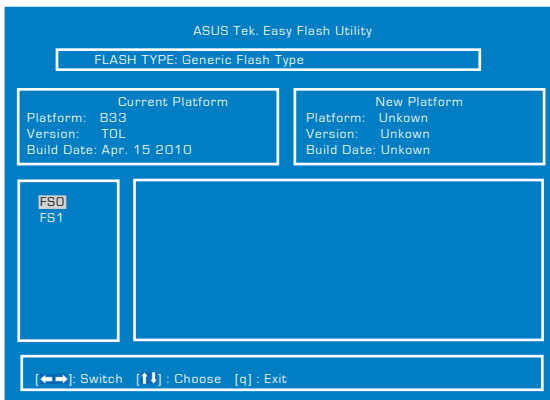 ASUS Tek. Easy Flash Utility
FLASH TYPE: Generic Flash Type
Current Platform
Platform: B33
Version: TOL
Build Date: Apr. 15 2010
New Platform
Platform: Unkown
Version: Unkown
Build Date: Unkown
FS0
FS1
[←→]: Switch [↑↓] : Choose [q] : Exit